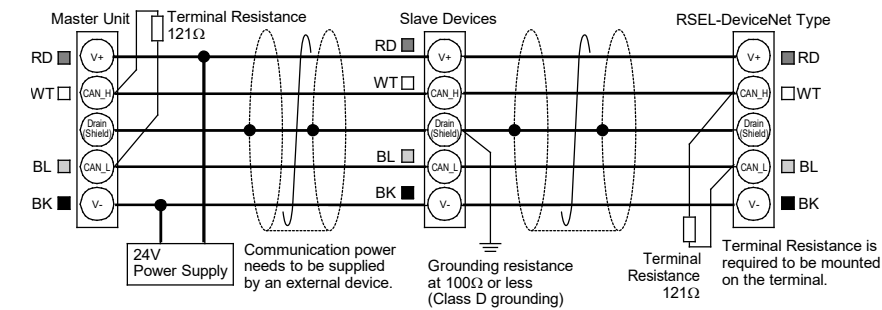 Master Unit
Terminal Resistance
121Ω
Slave Devices
RSEL-DeviceNet Type
RD
V+
RD
V+
V+
RD
WT
CAN_H
WT
CAN_H
CAN_H
WT
Drain
(Shield)
Drain
(Shield)
Drain
(Shield)
BL
CAN_L
BL
CAN_L
CAN_L
BL
BK
V-
BK
V-
V-
BK
24V
Power Supply
Communication power
needs to be supplied
by an external device.
Grounding resistance
at 100Ω or less
(Class D grounding)
Terminal
Resistance
121Ω
Terminal Resistance is
required to be mounted
on the terminal.